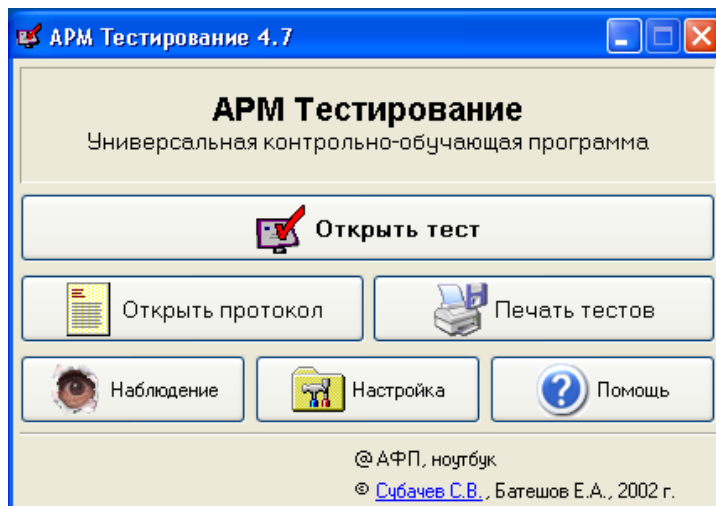 АРМ Тестирование 4.7
АРМ Тестирование
Универсальная контрольно-обучающая программа
Открыть тест
Открыть протокол
Печать тестов
Наблюдение
Настройка
Помощь
@ АФП, ноутбук
© Субачев С.В., Батешов Е.А., 2002 г.